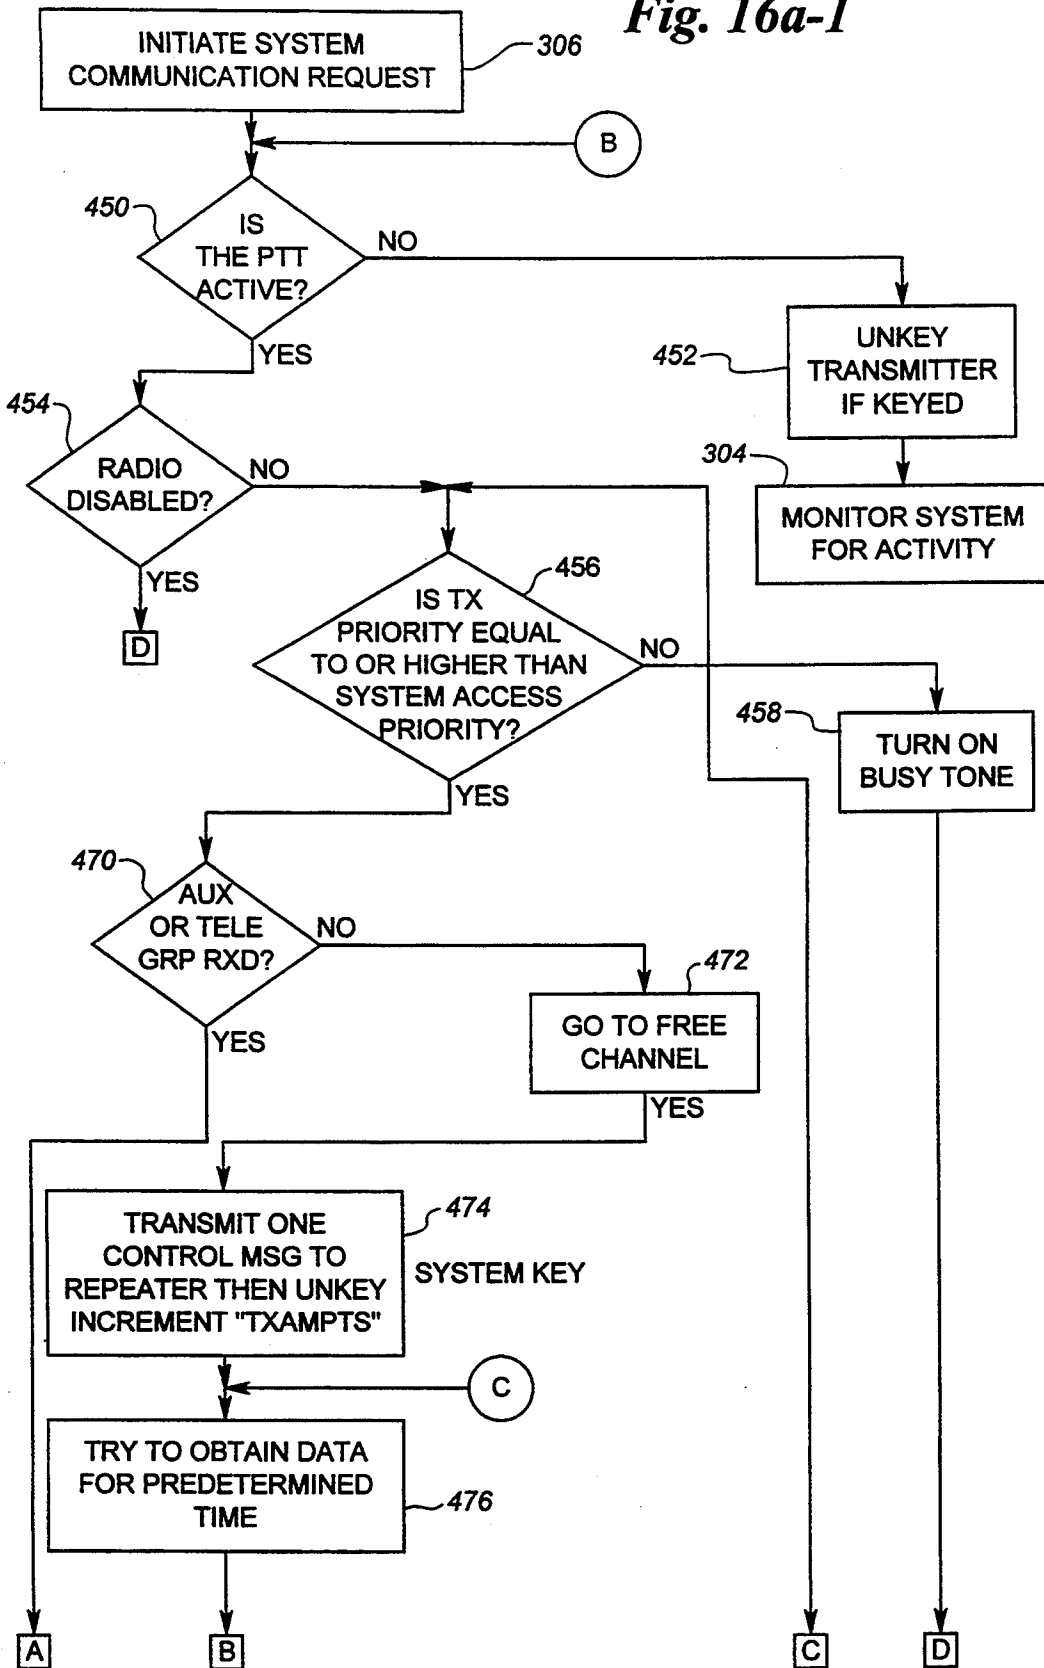 Fig. 16a-1
INITIATE SYSTEM
COMMUNICATION REQUEST
306
B
450
IS
THE PTT
ACTIVE?
NO
YES
452
UNKEY
TRANSMITTER
IF KEYED
454
RADIO
DISABLED?
NO
YES
D
304
MONITOR SYSTEM
FOR ACTIVITY
456
IS TX
PRIORITY EQUAL
TO OR HIGHER THAN
SYSTEM ACCESS
PRIORITY?
NO
YES
458
TURN ON
BUSY TONE
470
AUX
OR TELE
GRP RXD?
NO
YES
472
GO TO FREE
CHANNEL
YES
474
TRANSMIT ONE
CONTROL MSG TO
REPEATER THEN UNKEY
INCREMENT "TXAMPTS"
SYSTEM KEY
C
TRY TO OBTAIN DATA
FOR PREDETERMINED
TIME
476
A
B
C
D